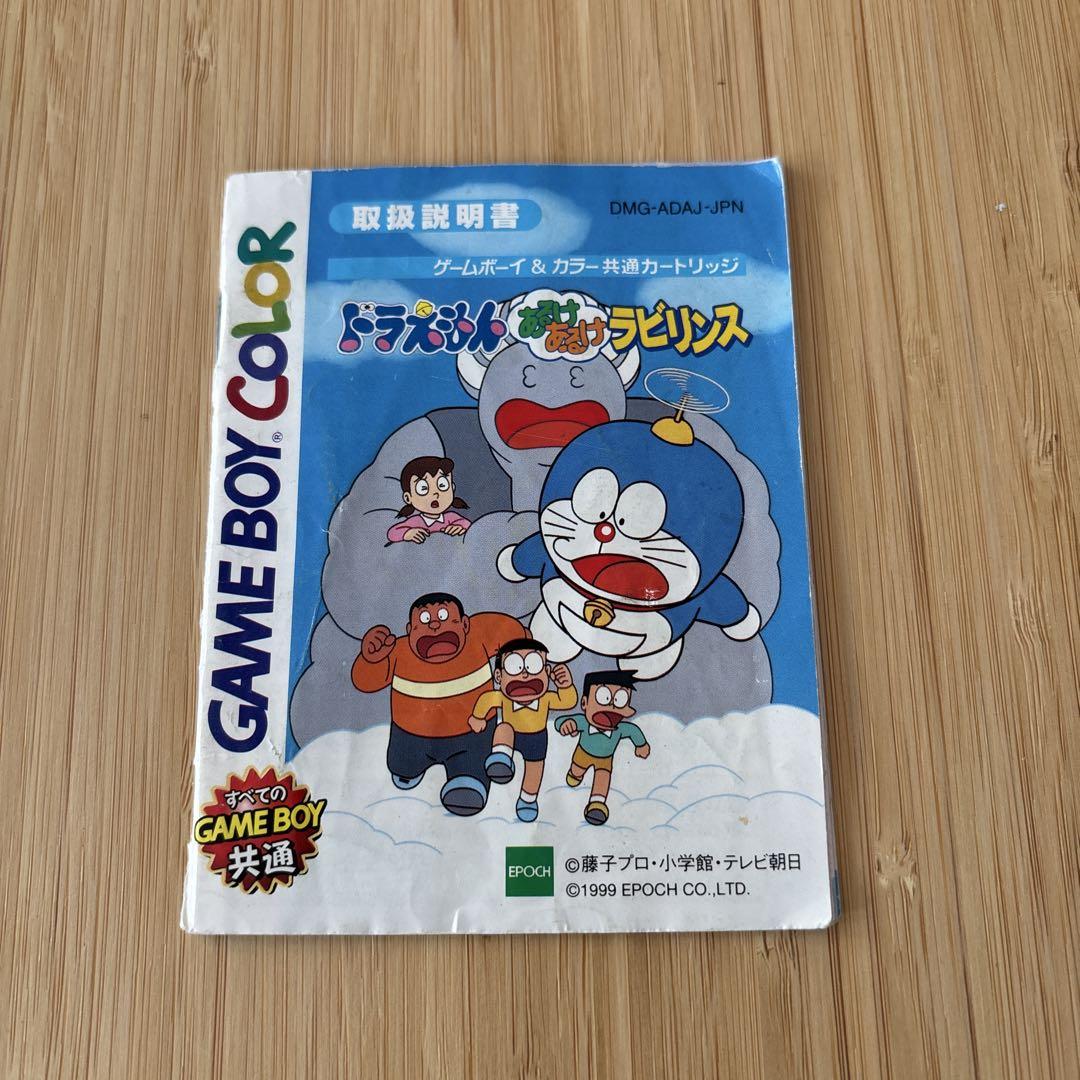 取扱説明書
DMG-ADAJ-JPN
ゲームボーイ & カラー共通カートリッジ
ドラえもん あるけあるけ ラビリンス
GAME BOY COLOR
®
すべての
GAME BOY
共通
EPOCH
©藤子プロ・小学館・テレビ朝日
©1999 EPOCH CO.,LTD.